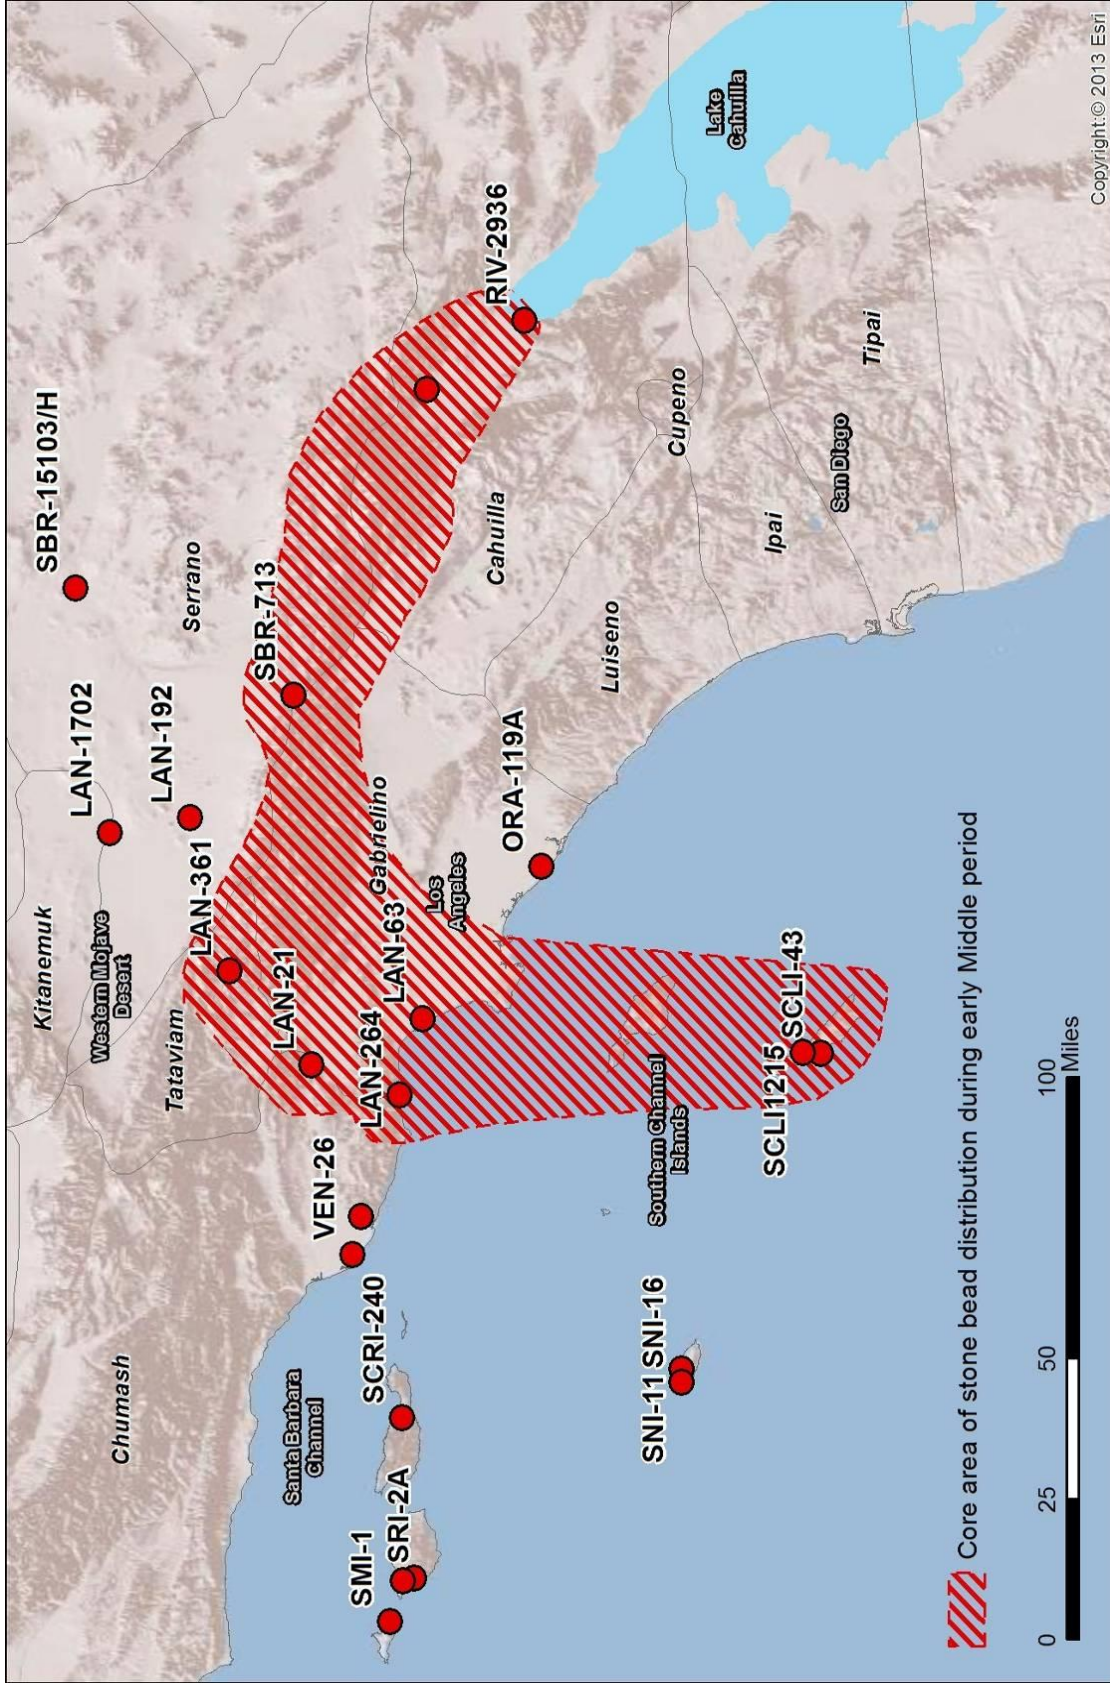 Kitanemuk
LAN-1702
SBR-15103/H
Western Mojave
Desert
LAN-192
Serrano
Chumash
Tataviam
LAN-361
SBR-713
LAN-21
Santa Barbara
Channel
VEN-26
LAN-264
LAN-63
Gabrielino
SMI-1
SRI-2A
SCRI-240
Los
Angeles
Cahuilla
RIV-2936
ORA-119A
Luiseno
SNI-11 SNI-16
Southern Channel
Islands
Cupeno
Lake
Cahuilla
SCLI1215
SCLI-43
Ipai
San Diego
Tipai
Core area of stone bead distribution during early Middle period
0 25 50 100
Miles
Copyright:© 2013 Esri